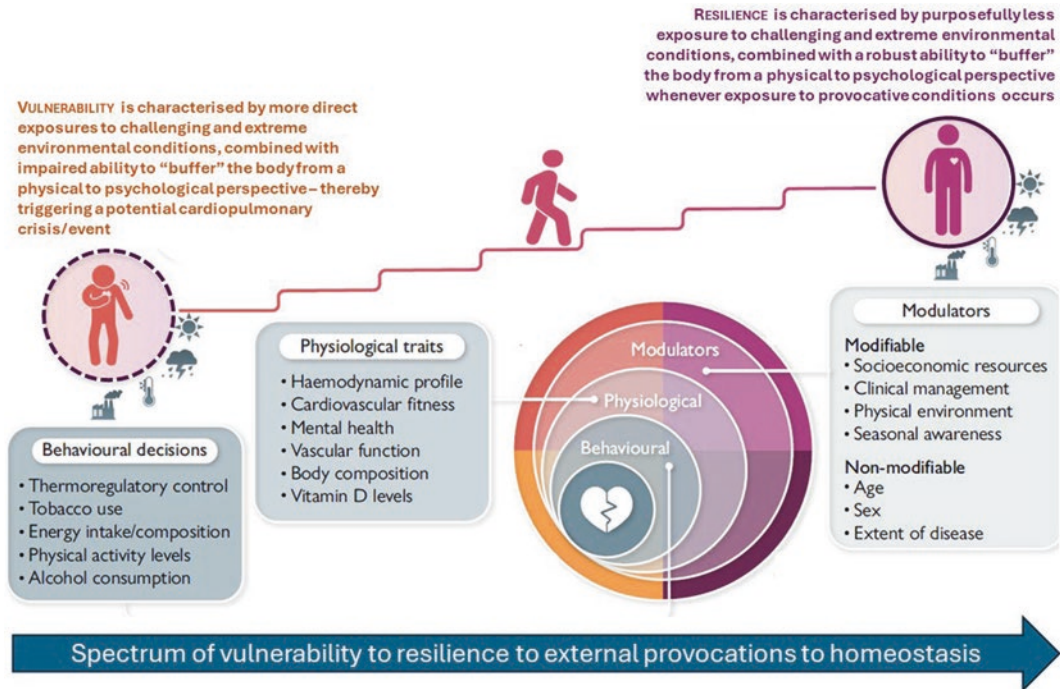 RESILIENCE is characterised by purposefully less
exposure to challenging and extreme environmental
conditions, combined with a robust ability to “buffer”
the body from a physical to psychological perspective
whenever exposure to provocative conditions occurs
VULNERABILITY is characterised by more direct
exposures to challenging and extreme
environmental conditions, combined with
impaired ability to “buffer” the body from a
physical to psychological perspective – thereby
triggering a potential cardiopulmonary
crisis/event
Behavioural decisions
• Thermoregulatory control
• Tobacco use
• Energy intake/composition
• Physical activity levels
• Alcohol consumption
Physiological traits
• Haemodynamic profile
• Cardiovascular fitness
• Mental health
• Vascular function
• Body composition
• Vitamin D levels
Modulators
Physiological
Behavioural
Modulators
Modifiable
• Socioeconomic resources
• Clinical management
• Physical environment
• Seasonal awareness
Non-modifiable
• Age
• Sex
• Extent of disease
Spectrum of vulnerability to resilience to external provocations to homeostasis